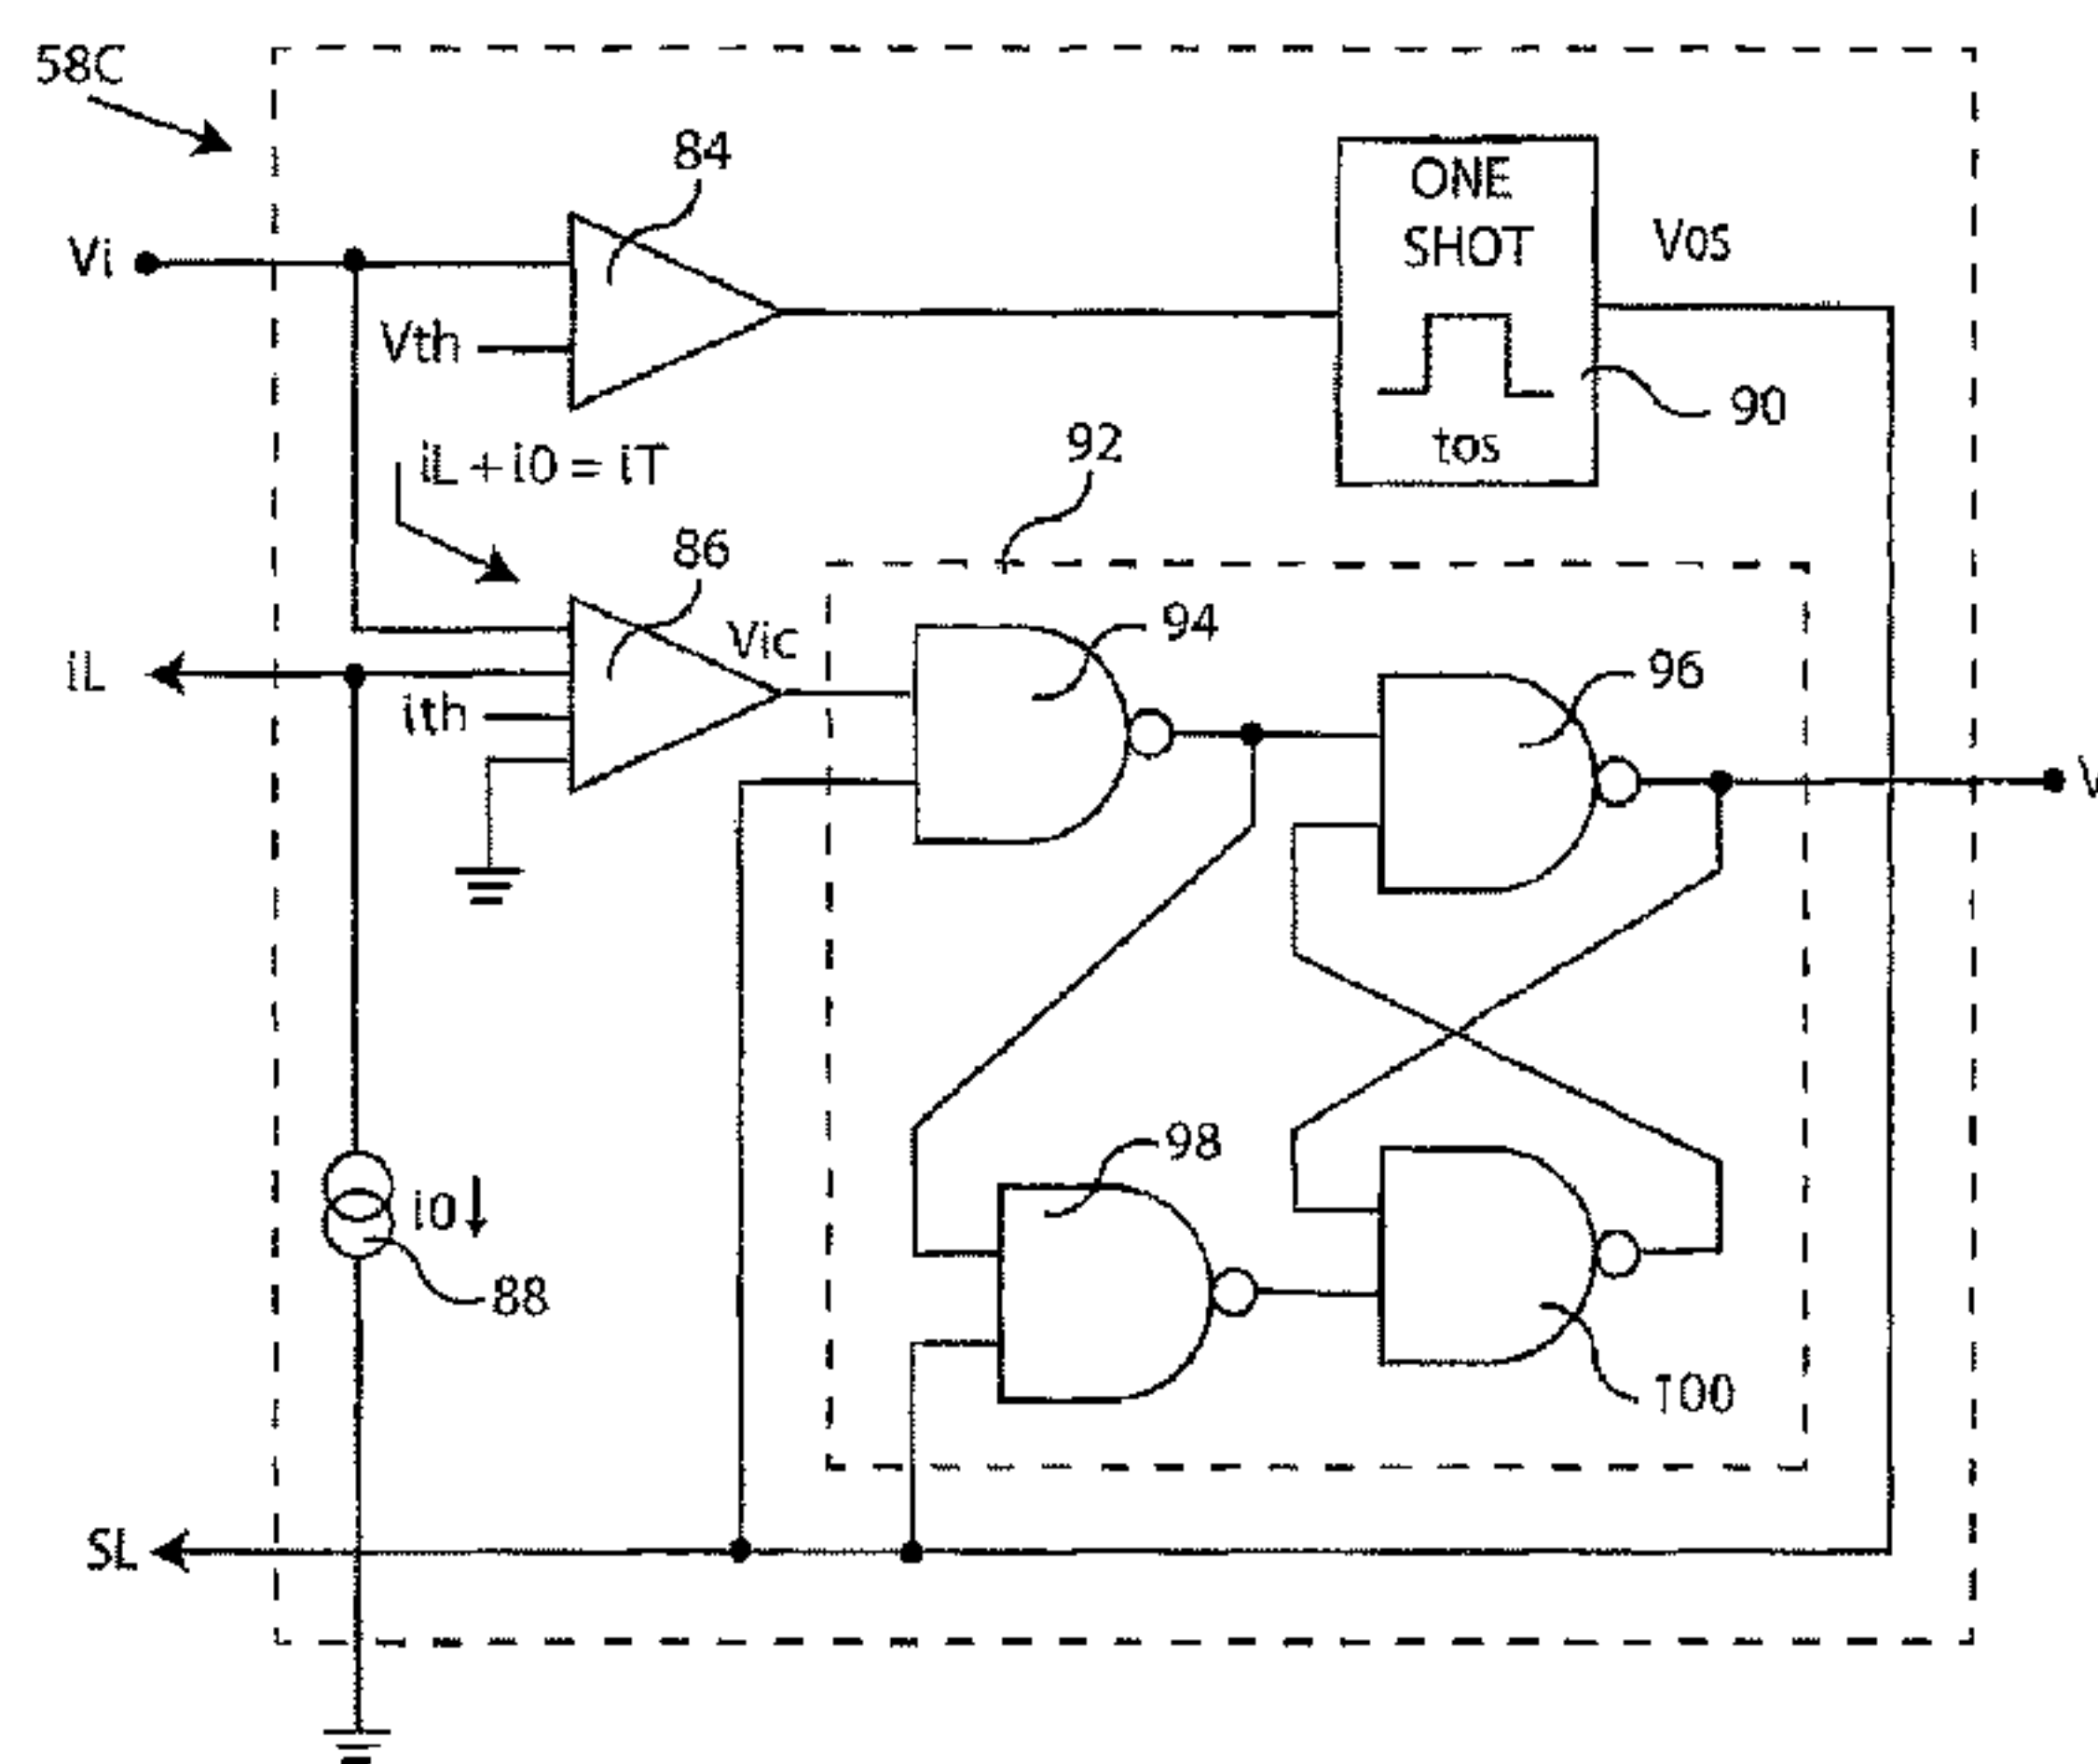 58C
84
ONE
SHOT
Vos
Vi
Vth
90
tos
92
iL + i0 = iT
86
Vic
94
96
iL
ith
98
i0
88
100
SL